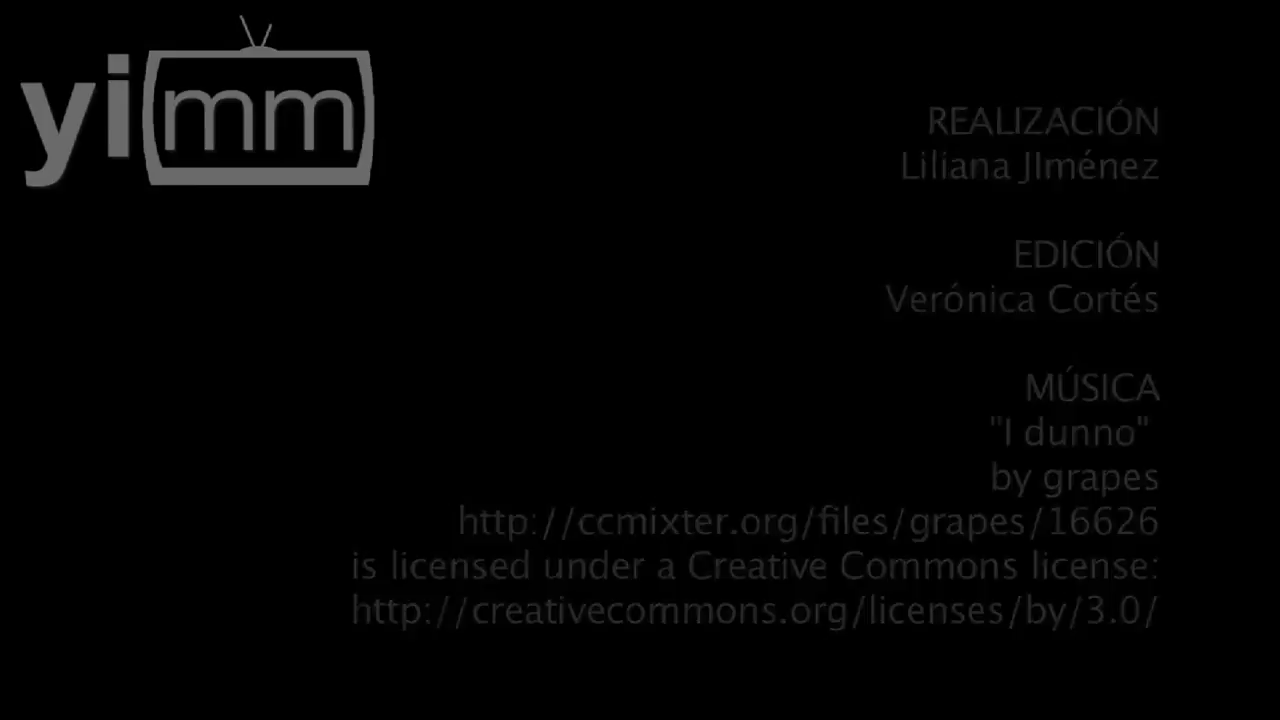 yimm
REALIZACIÓN
Liliana JIménez
EDICIÓN
Verónica Cortés
MÚSICA
"I dunno"
by grapes
http://ccmixter.org/files/grapes/16626
is licensed under a Creative Commons license:
http://creativecommons.org/licenses/by/3.0/